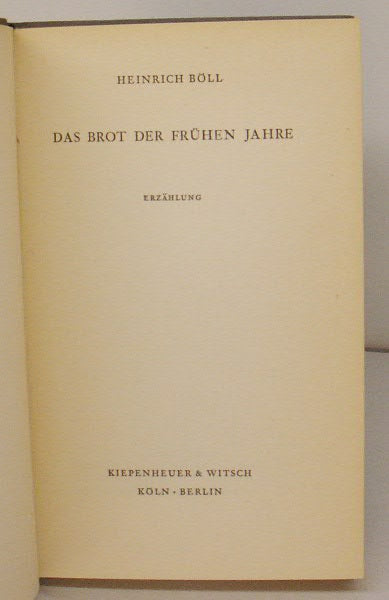 HEINRICH BÖLL
DAS BROT DER FRÜHEN JAHRE
ERZÄHLUNG
KIEPENHEUER & WITSCH
KÖLN • BERLIN